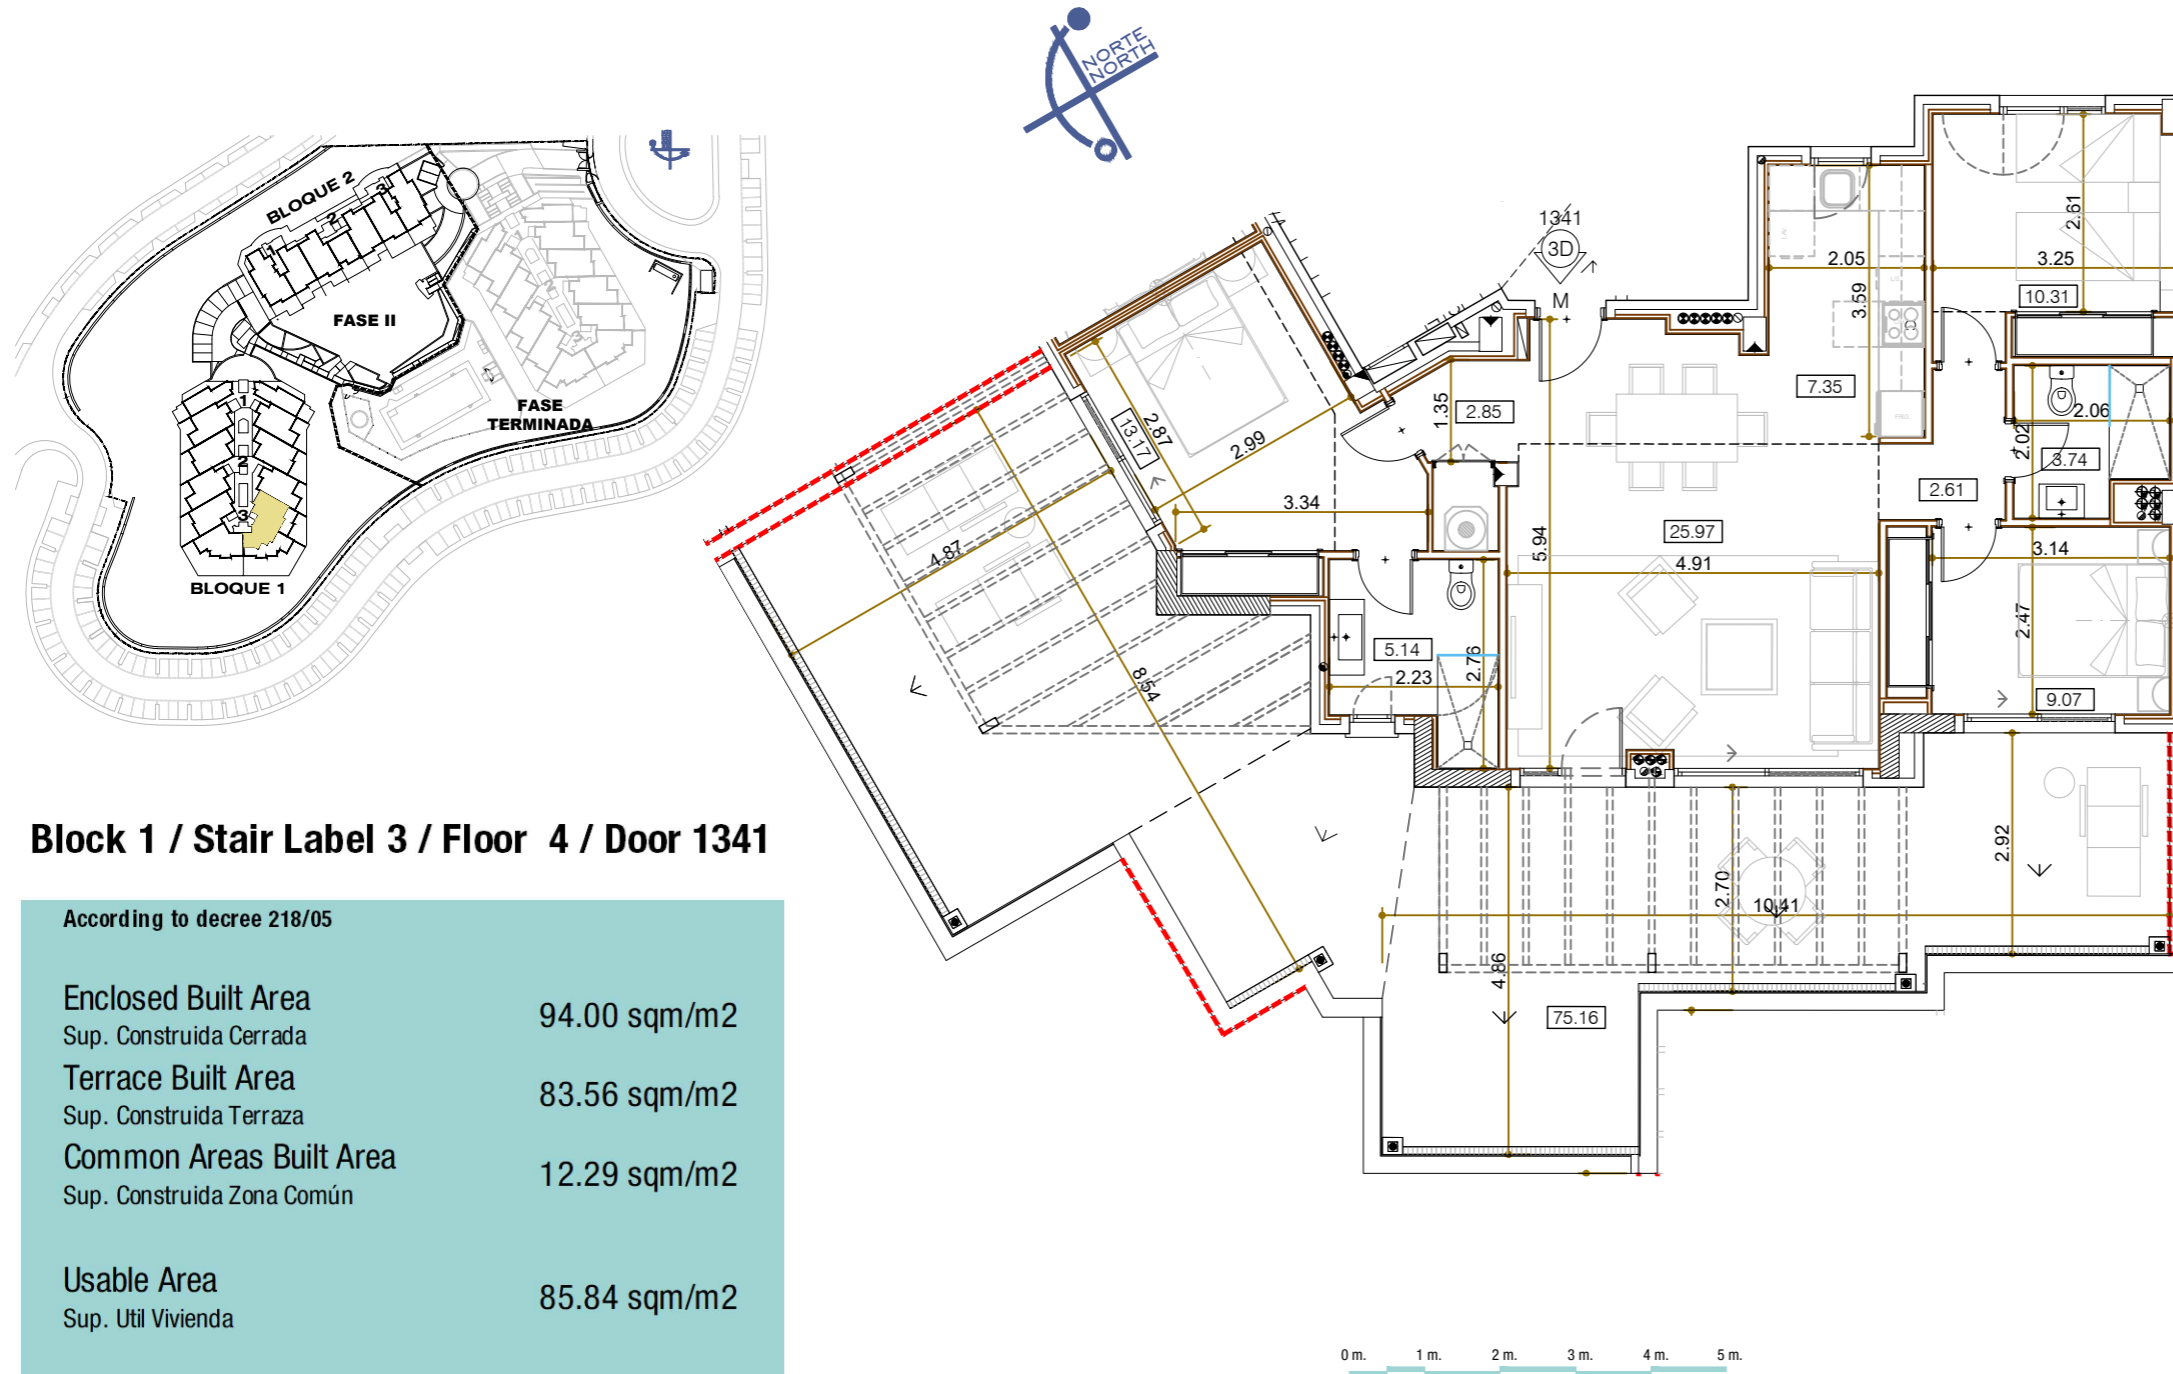 NORTE
NORTH
BLOQUE 2
1
2
3
FASE II
FASE
TERMINADA
1
2
3
BLOQUE 1
1341
3D
M
2.61
3.25
10.31
2.05
3.59
7.35
2.87
13.17
2.99
1.35
2.85
2.06
2.02
3.74
2.61
3.34
4.87
5.94
25.97
4.91
3.14
2.47
9.07
5.14
2.23
2.76
8.54
2.92
2.70
10.41
4.86
75.16
Block 1 / Stair Label 3 / Floor 4 / Door 1341
According to decree 218/05
Enclosed Built Area
94.00 sqm/m2
Sup. Construida Cerrada
Terrace Built Area
83.56 sqm/m2
Sup. Construida Terraza
Common Areas Built Area
12.29 sqm/m2
Sup. Construida Zona Común
Usable Area
85.84 sqm/m2
Sup. Util Vivienda
0 m. 1 m. 2 m. 3 m. 4 m. 5 m.